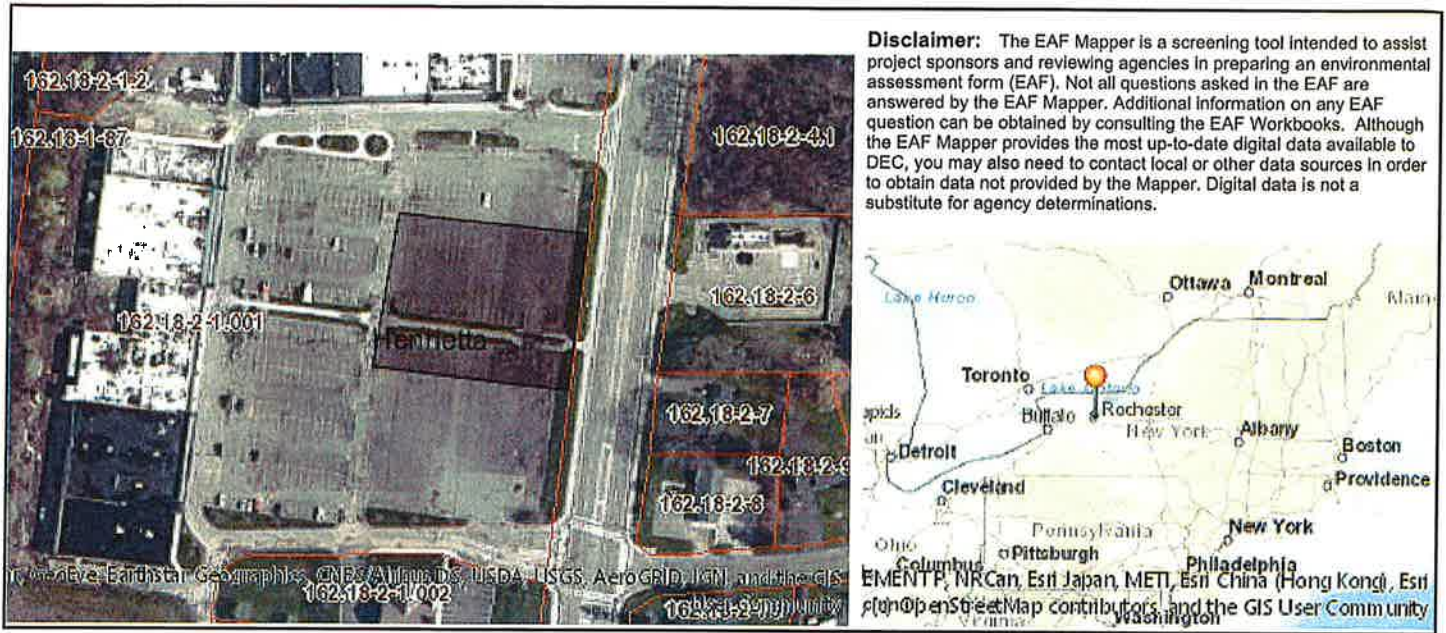 162.18-2-1.2
162.18-1-87
162.18-2-4.1
162.18-2-6
162.18-2-1.001
Henrietta
162.18-2-7
162.18-2-9
162.18-2-8
GeoEye, Earthstar Geographics, CNES/Airbus DS, USDA, USGS, AeroGRID, IGN, and the GIS
162.18-2-1.002
Disclaimer: The EAF Mapper is a screening tool intended to assist
project sponsors and reviewing agencies in preparing an environmental
assessment form (EAF). Not all questions asked in the EAF are
answered by the EAF Mapper. Additional information on any EAF
question can be obtained by consulting the EAF Workbooks. Although
the EAF Mapper provides the most up-to-date digital data available to
DEC, you may also need to contact local or other data sources in order
to obtain data not provided by the Mapper. Digital data is not a
substitute for agency determinations.
Ottawa
Montreal
Lake Huron
Toronto
Lake Ontario
Buffalo
Rochester
New York
Albany
Detroit
Boston
Providence
Cleveland
Pennsylvania
New York
Ohio
Pittsburgh
Columbus
Philadelphia
EMENT P, NRCan, Esri Japan, METI, Esri China (Hong Kong), Esri
OpenStreetMap contributors, and the GIS User Community
Virginia
Washington